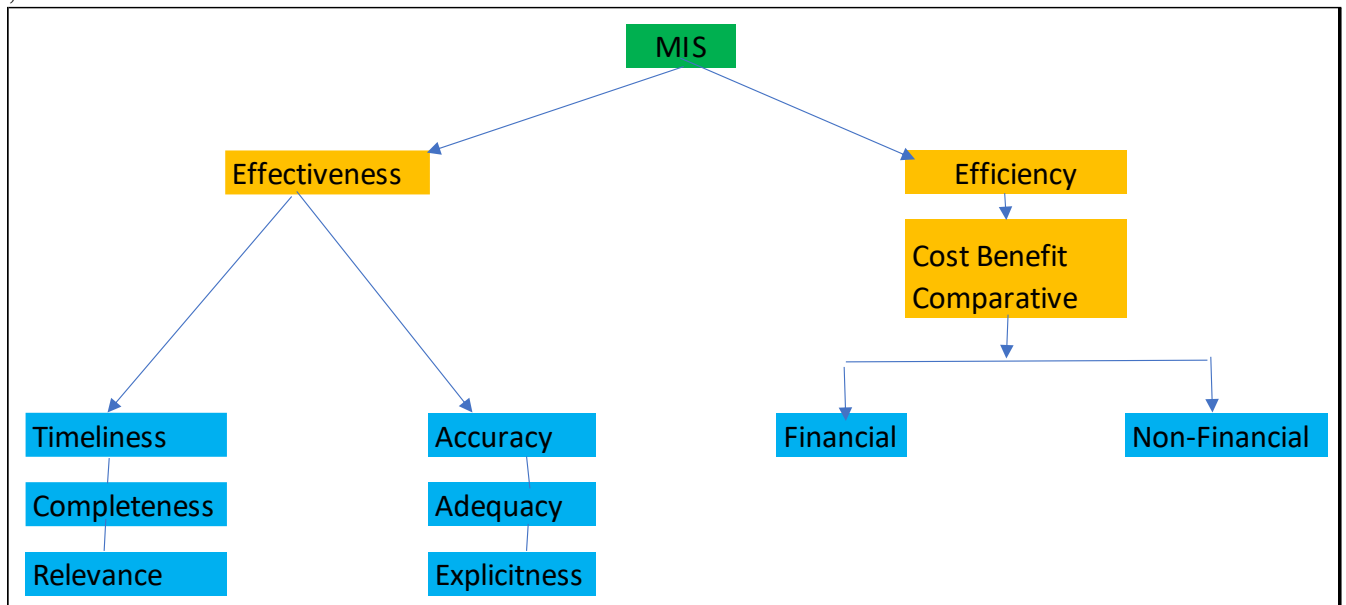 MIS
Effectiveness
Efficiency
Cost Benefit
Comparative
Timeliness
Accuracy
Financial
Non-Financial
Completeness
Adequacy
Relevance
Explicitness